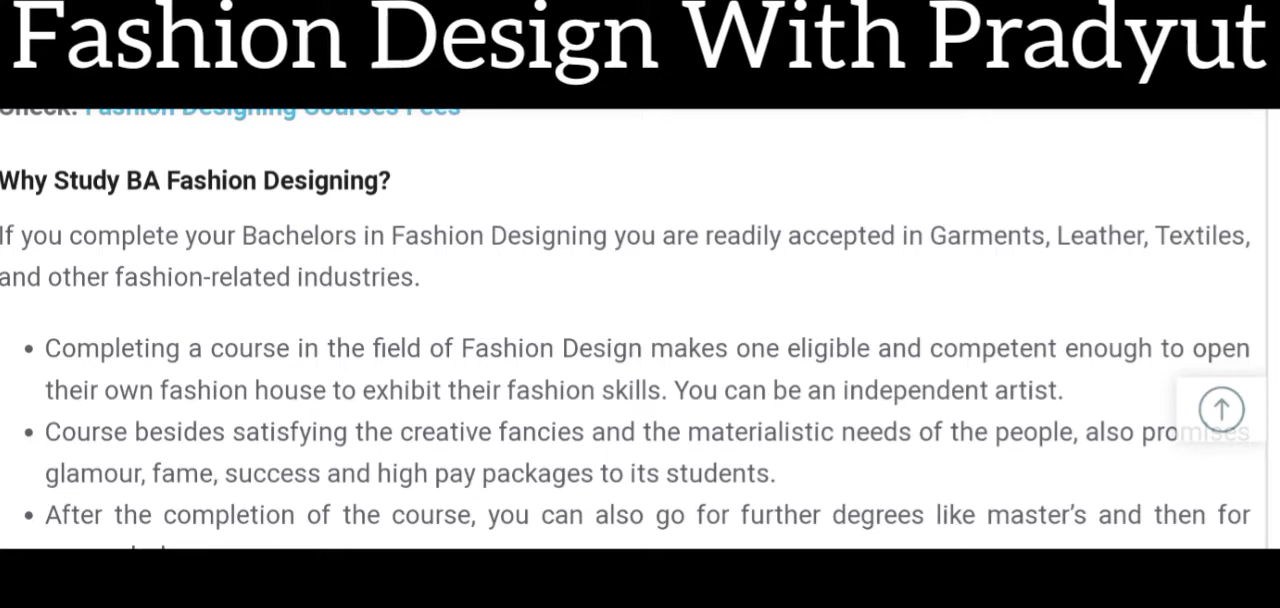 Fashion Design With Pradyut
Check: Fashion Designing Courses Fees
Why Study BA Fashion Designing?
If you complete your Bachelors in Fashion Designing you are readily accepted in Garments, Leather, Textiles,
and other fashion-related industries.
• Completing a course in the field of Fashion Design makes one eligible and competent enough to open
their own fashion house to exhibit their fashion skills. You can be an independent artist.
• Course besides satisfying the creative fancies and the materialistic needs of the people, also promises
glamour, fame, success and high pay packages to its students.
• After the completion of the course, you can also go for further degrees like master’s and then for